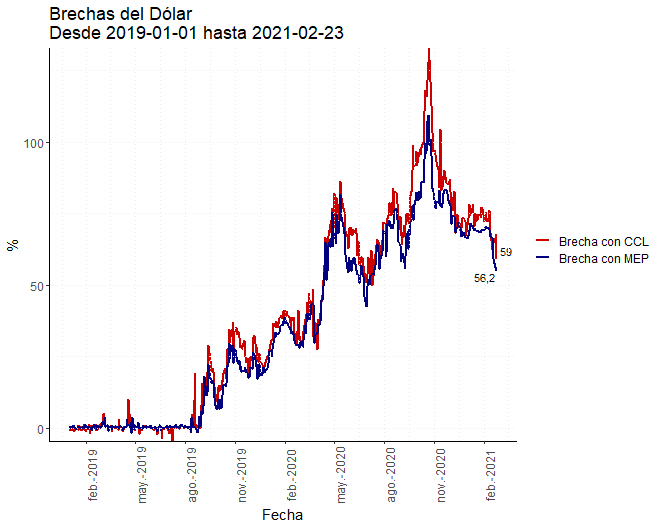 Brechas del Dólar
Desde 2019-01-01 hasta 2021-02-23
%
100
50
0
59
56,2
Brecha con CCL
Brecha con MEP
feb.-2019
may.-2019
ago.-2019
nov.-2019
feb.-2020
may.-2020
ago.-2020
nov.-2020
feb.-2021
Fecha